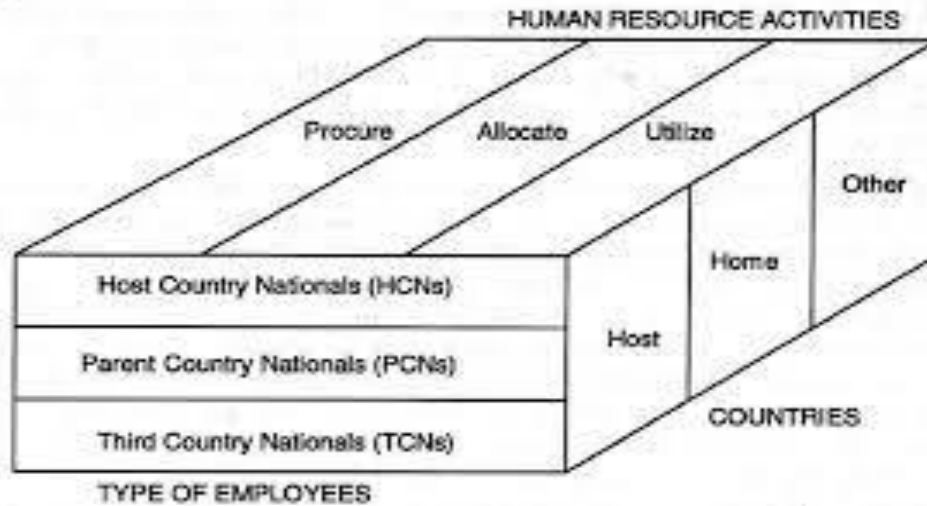 HUMAN RESOURCE ACTIVITIES
Procure Allocate Utilize
Other
Home
Host
Host Country Nationals (HCNs)
Parent Country Nationals (PCNs)
Third Country Nationals (TCNs)
COUNTRIES
TYPE OF EMPLOYEES